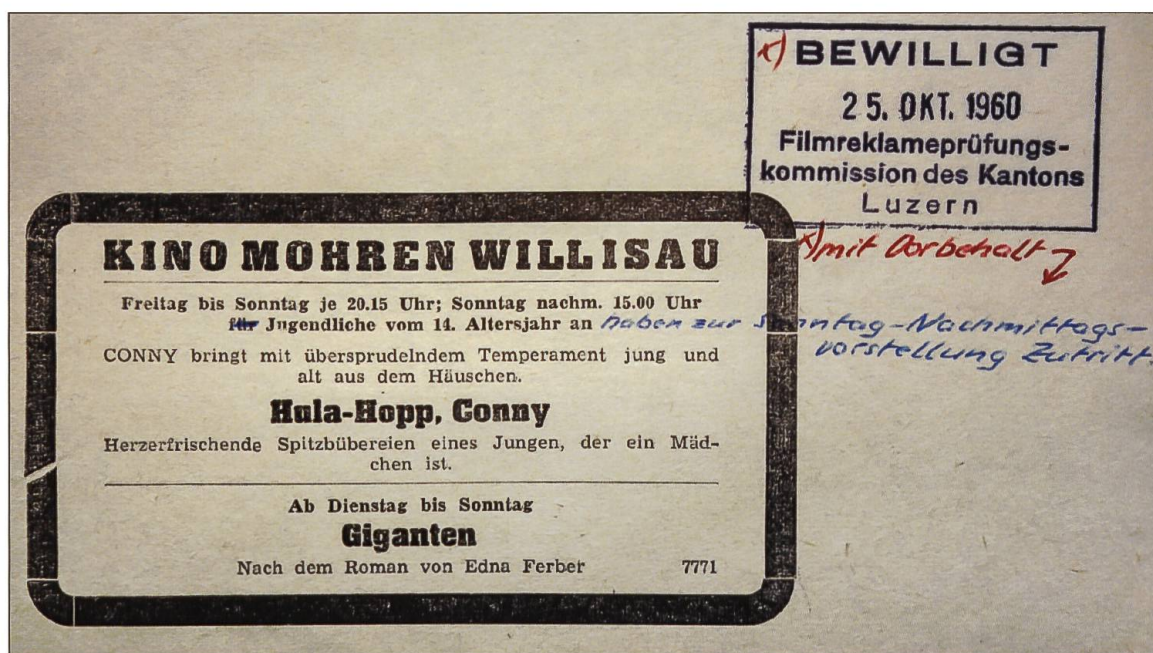 x) BEWILLIGT
25. OKT. 1960
Filmreklameprüfungs-
kommission des Kantons
Luzern
x) mit Vorbehalt
KINO MOHREN WILLISAU
Freitag bis Sonntag je 20.15 Uhr; Sonntag nachm. 15.00 Uhr
für Jugendliche vom 14. Altersjahr an haben zur Sonntag-Nachmittags-
vorstellung Zutritt.
CONNY bringt mit übersprudelndem Temperament jung und
alt aus dem Häuschen.
Hula-Hopp, Conny
Herzerfrischende Spitzbübereien eines Jungen, der ein Mäd-
chen ist.
Ab Dienstag bis Sonntag
Giganten
Nach dem Roman von Edna Ferber 7771